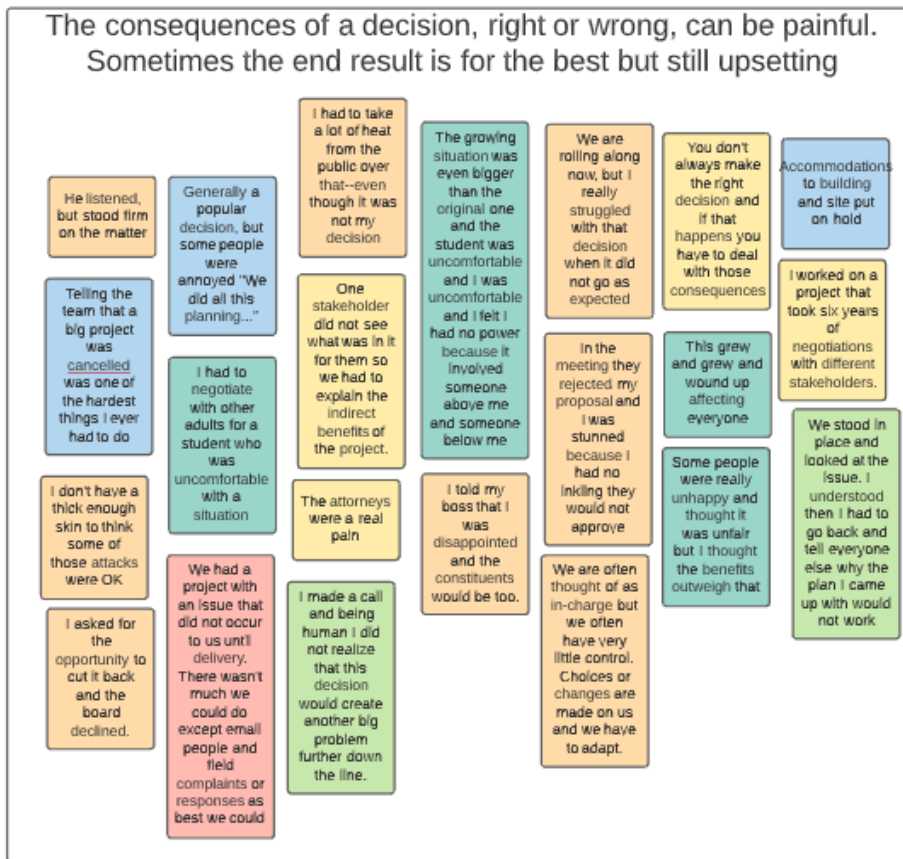 The consequences of a decision, right or wrong, can be painful.
Sometimes the end result is for the best but still upsetting
He listened,
but stood firm
on the matter
Telling the
team that a
big project
was
cancelled
was one of
the hardest
things I ever
had to do
I don't have a
thick enough
skin to think
some of
those attacks
were OK
I asked for
the
opportunity to
cut it back
and the
board
declined.
Generally a
popular
decision, but
some people
were
annoyed "We
did all this
planning..."
I had to
negotiate
with other
adults for a
student who
was
uncomfortable
with a
situation
We had a
project with
an issue that
did not occur
to us until
delivery.
There wasn't
much we
could do
except email
people and
field
complaints or
responses as
best we could
I had to take
a lot of heat
from the
public over
that--even
though it was
not my
decision
One
stakeholder
did not see
what was in it
for them so
we had to
explain the
indirect
benefits of
the project.
The attorneys
were a real
pain
I made a call
and being
human I did
not realize
that this
decision
would create
another big
problem
further down
the line.
The growing
situation was
even bigger
than the
original one
and the
student was
uncomfortable
and I was
uncomfortable
and I felt I
had no power
because it
involved
someone
above me
and someone
below me
I told my
boss that I
was
disappointed
and the
constituents
would be too.
We are
rolling along
now, but I
really
struggled
with that
decision
when it did
not go as
expected
In the
meeting they
rejected my
proposal and
I was
stunned
because I
had no
inkling they
would not
approve
We are often
thought of as
in-charge but
we often
have very
little control.
Choices or
changes are
made on us
and we have
to adapt.
You don't
always make
the right
decision and
if that
happens you
have to deal
with those
consequences
This grew
and grew and
wound up
affecting
everyone
Some people
were really
unhappy and
thought it
was unfair
but I thought
the benefits
outweigh that
Accommodations
to building
and site put
on hold
I worked on a
project that
took six years
of
negotiations
with different
stakeholders.
We stood in
place and
looked at the
issue. I
understood
then I had to
go back and
tell everyone
else why the
plan I came
up with would
not work